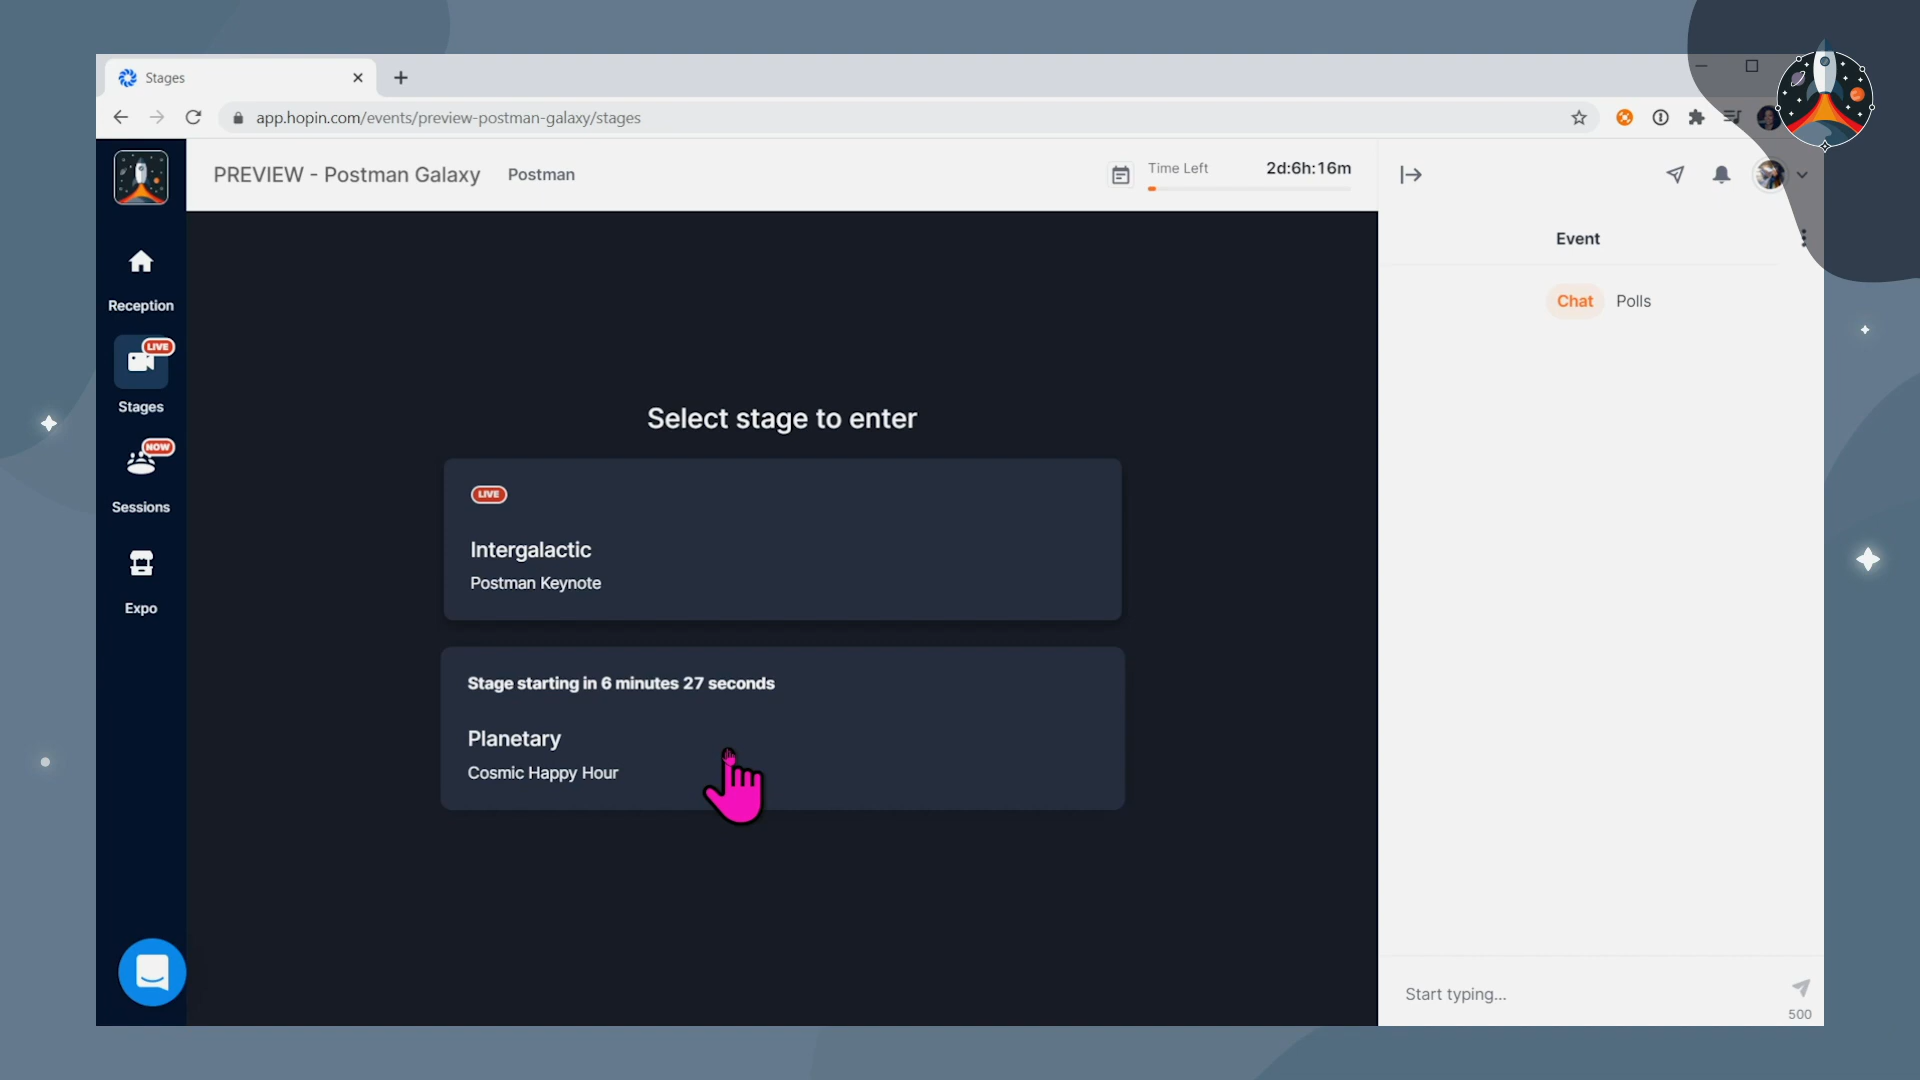 Stages
app.hopin.com/events/preview-postman-galaxy/stages
PREVIEW - Postman Galaxy
Postman
Time Left
2d:6h:16m
Reception
LIVE
Stages
NOW
Sessions
Expo
Select stage to enter
LIVE
Intergalactic
Postman Keynote
Stage starting in 6 minutes 27 seconds
Planetary
Cosmic Happy Hour
Event
Chat
Polls
Start typing...
500